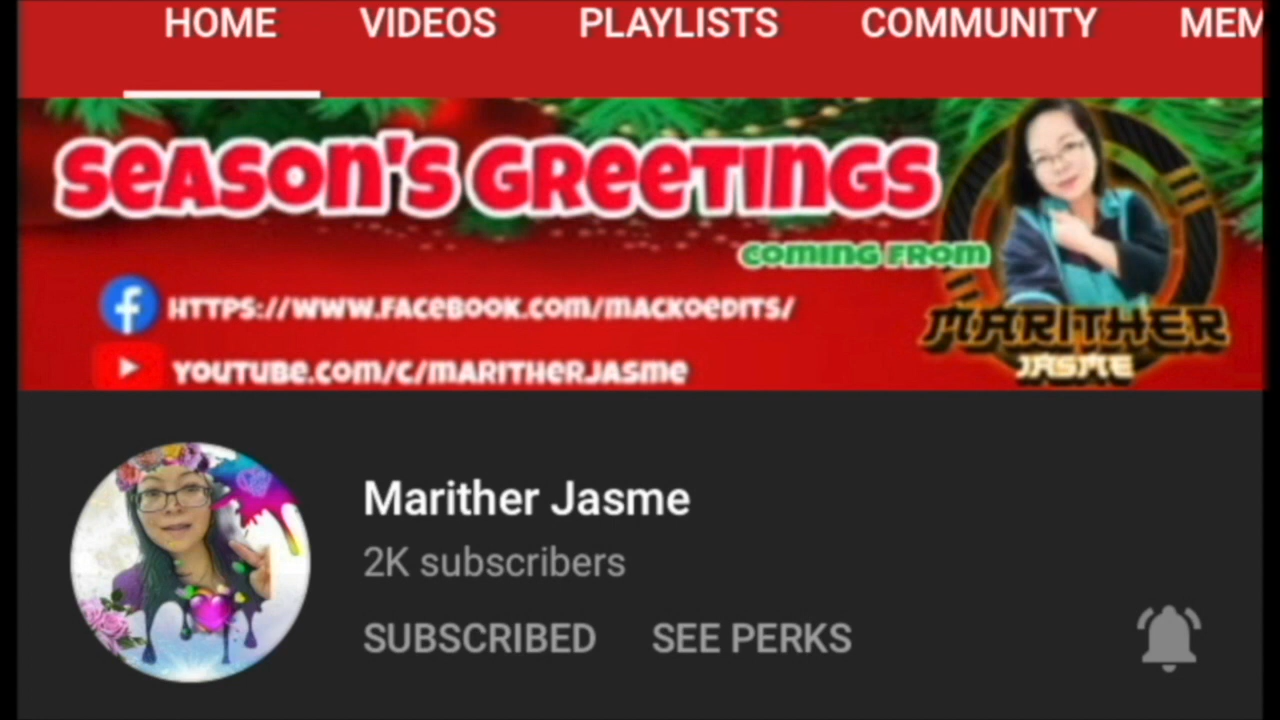 HOME VIDEOS PLAYLISTS COMMUNITY MEM
SEASON'S GREETINGS
COMING FROM
HTTPS://WWW.FACEBOOK.COM/MACKOEDITS/
YOUTUBE.COM/C/MARITHERJASME
MARITHER
JASME
Marither Jasme
2K subscribers
SUBSCRIBED SEE PERKS